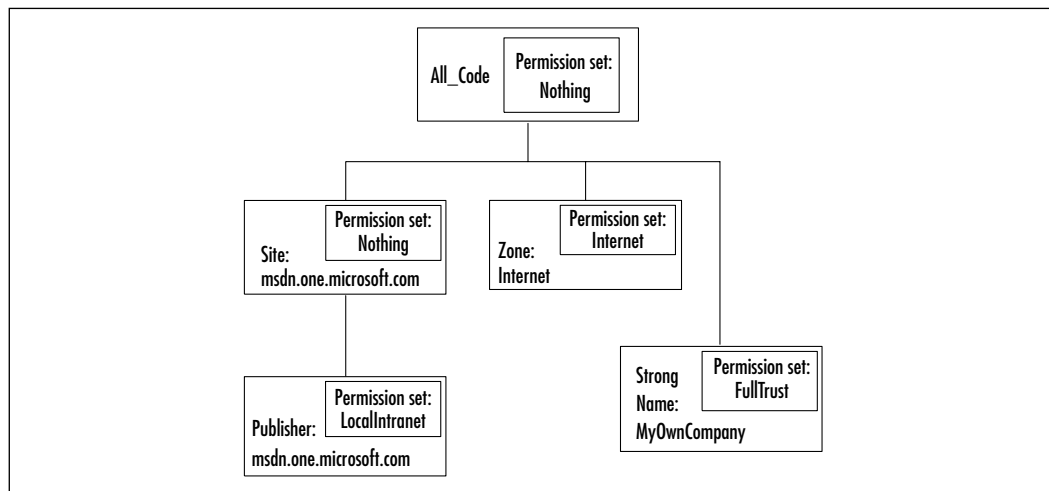 All_Code
Permission set:
Nothing
Permission set:
Nothing
Site:
msdn.one.microsoft.com
Permission set:
Internet
Zone:
Internet
Permission set:
LocalIntranet
Publisher:
msdn.one.microsoft.com
Strong
Name:
MyOwnCompany
Permission set:
FullTrust